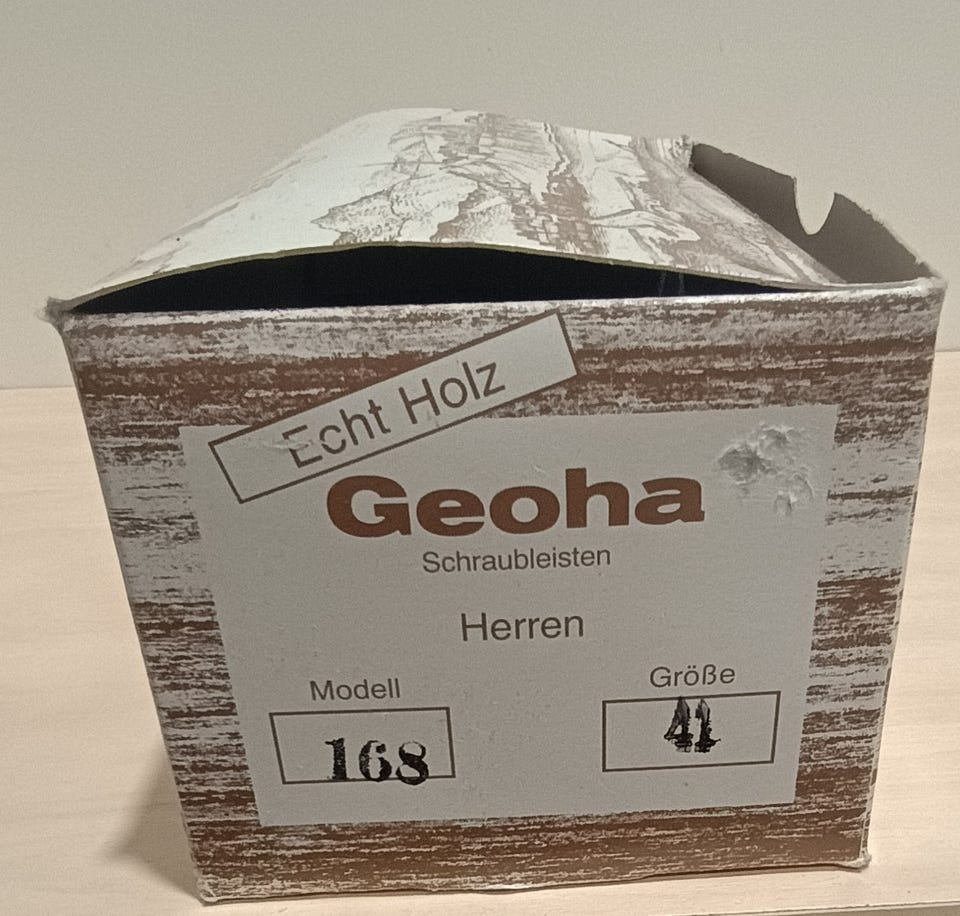 Echt Holz
Geoha
Schraubleisten
Herren
Modell
168
Größe
41